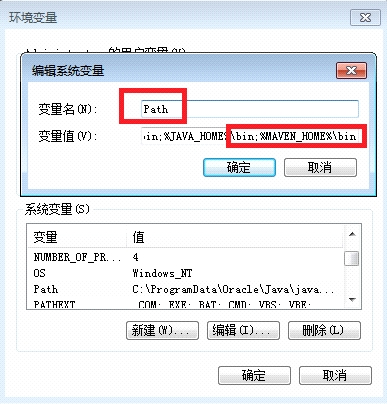 环境变量
的用户变量(U)
编辑系统变量
变量名(N):
Path
变量值(V):
in;%JAVA_HOME%\bin;%MAVEN_HOME%\bin
确定
取消
系统变量(S)
变量 值
NUMBER_OF_PR... 4
OS Windows_NT
Path C:\ProgramData\Oracle\Java\java...
PATHEXT .COM;.EXE;.BAT;.CMD;.VBS;.VBE;
新建(W)...
编辑(I)...
删除(L)
确定
取消